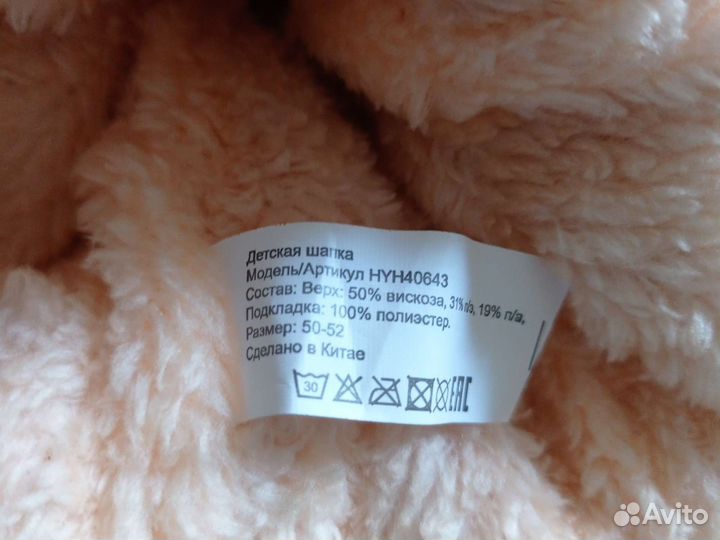 Детская шапка
Модель/Артикул HYH40643
Состав: Верх: 50% вискоза, 31% п/э, 19% п/а,
Подкладка: 100% полиэстер,
Размер: 50-52
Сделано в Китае
30 EAC
Avito